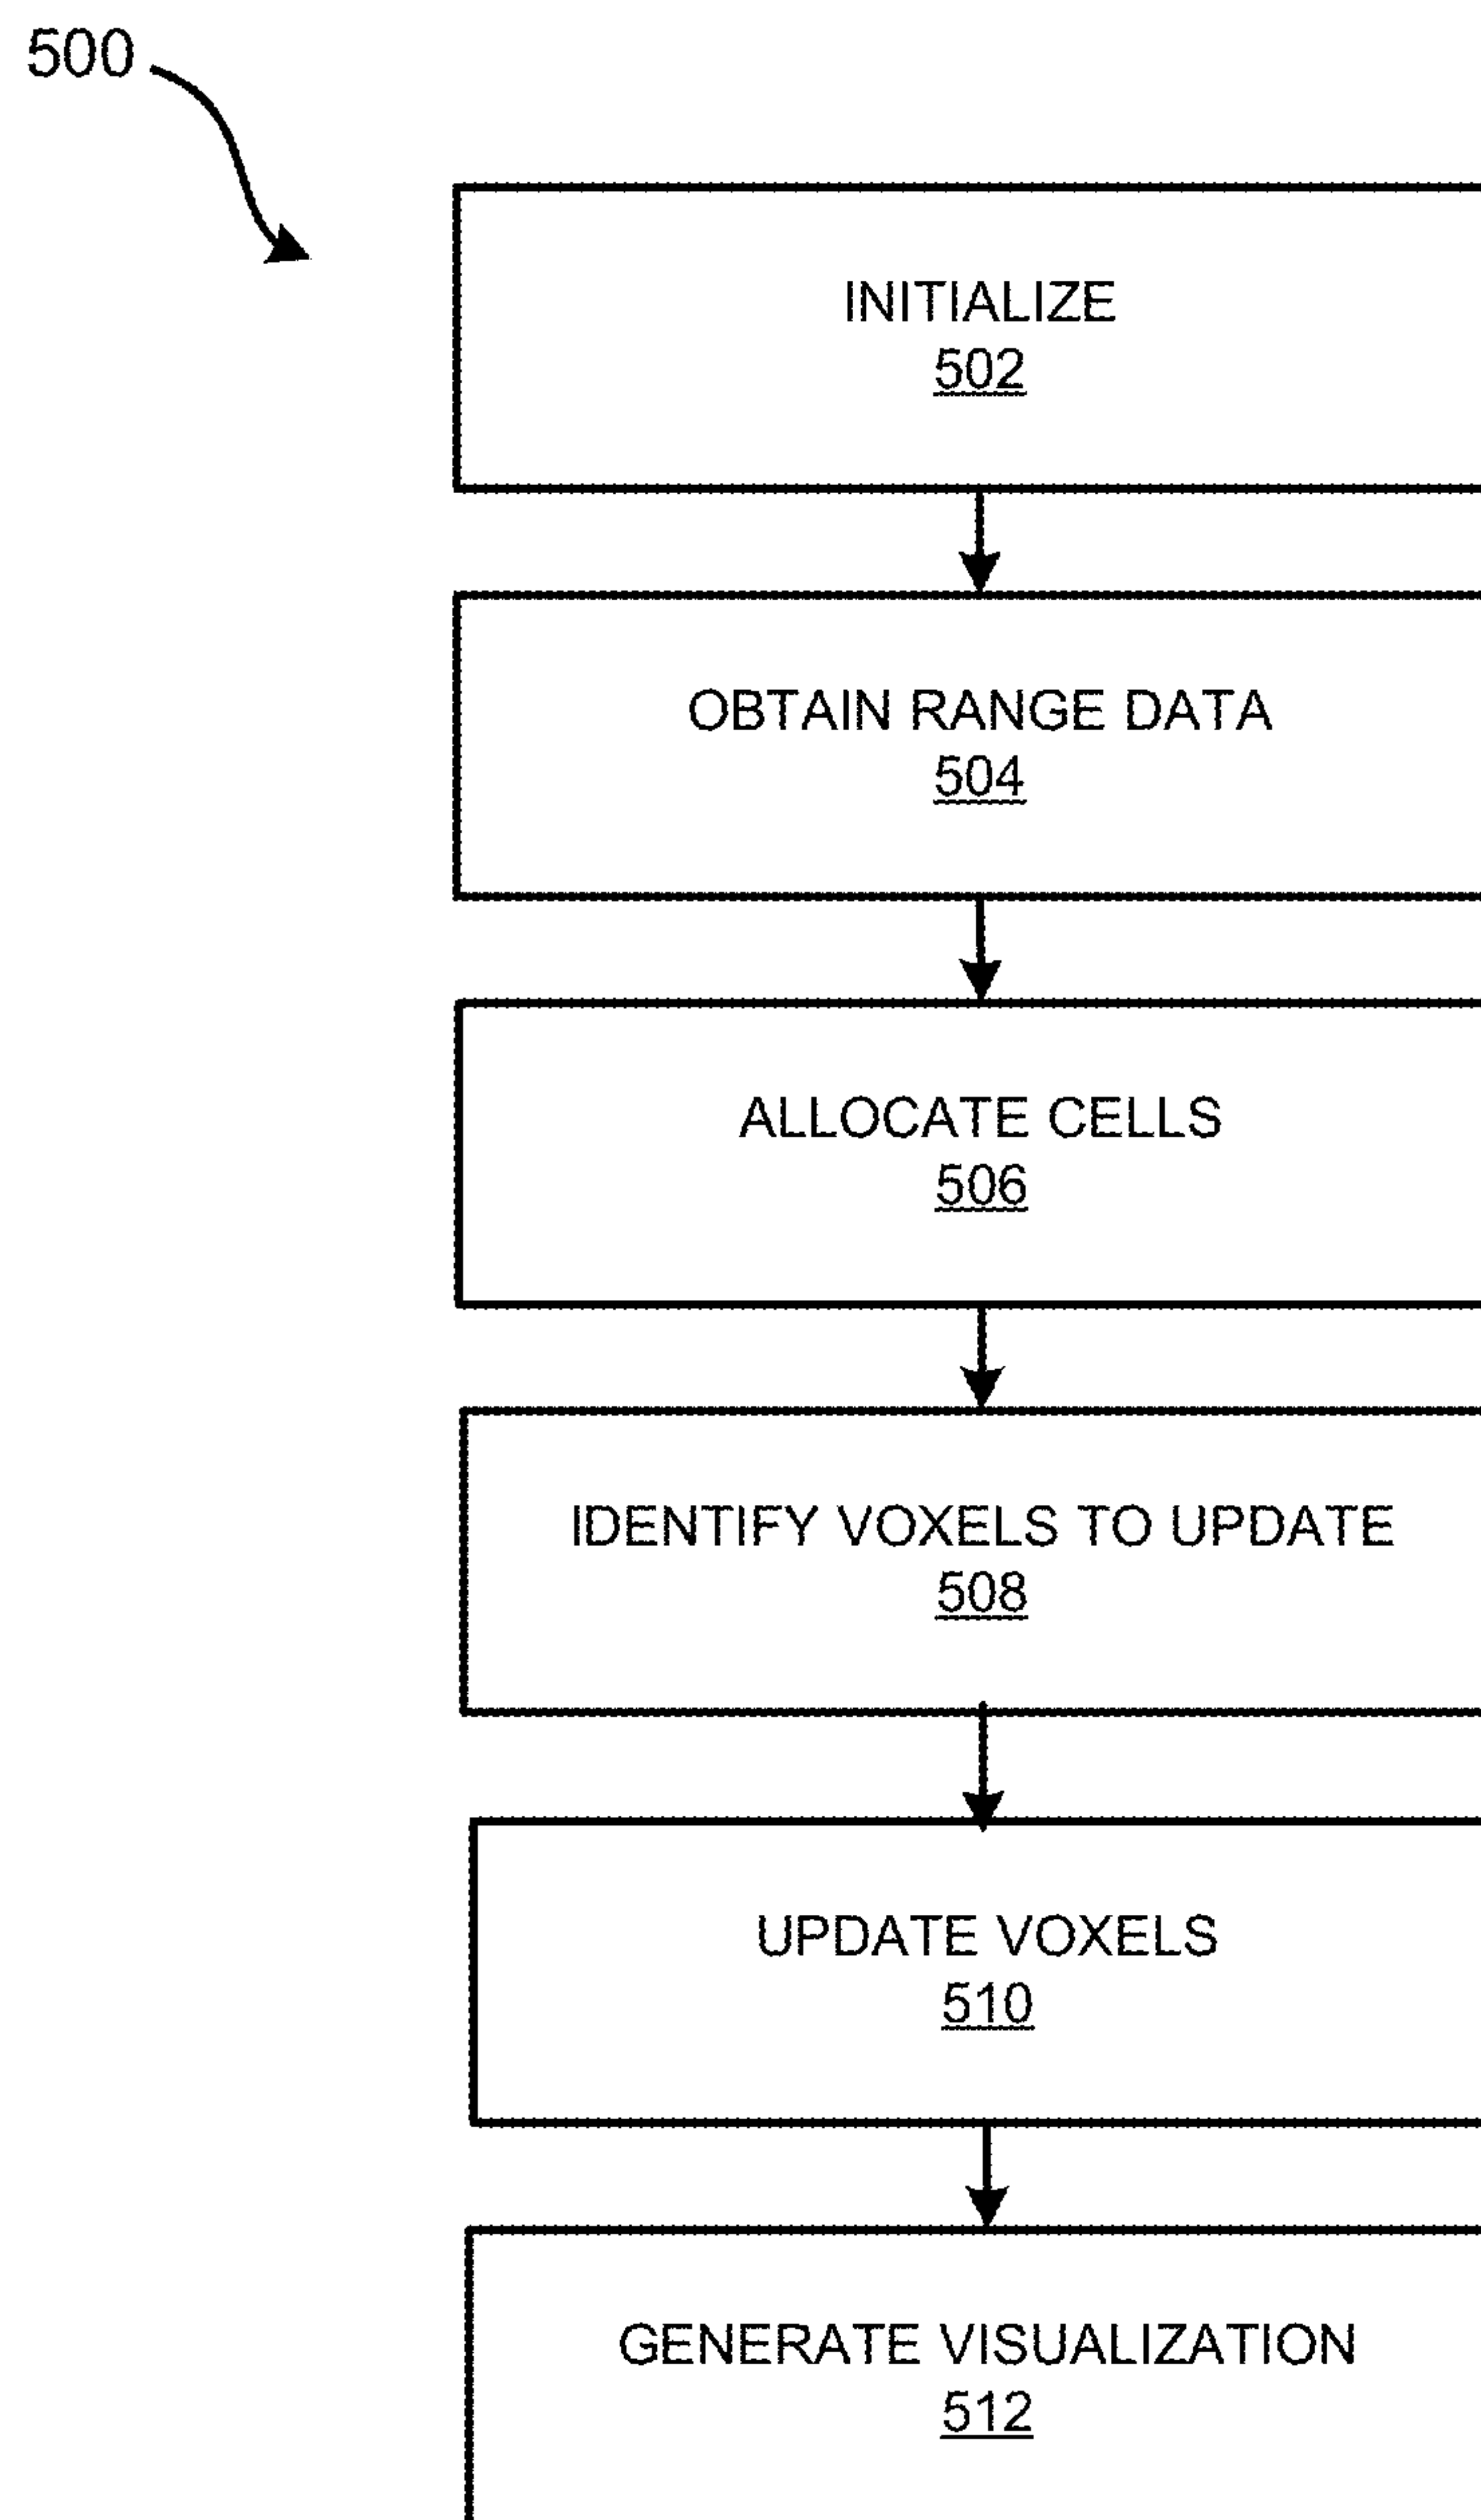 500
INITIALIZE
502
OBTAIN RANGE DATA
504
ALLOCATE CELLS
506
IDENTIFY VOXELS TO UPDATE
508
UPDATE VOXELS
510
GENERATE VISUALIZATION
512